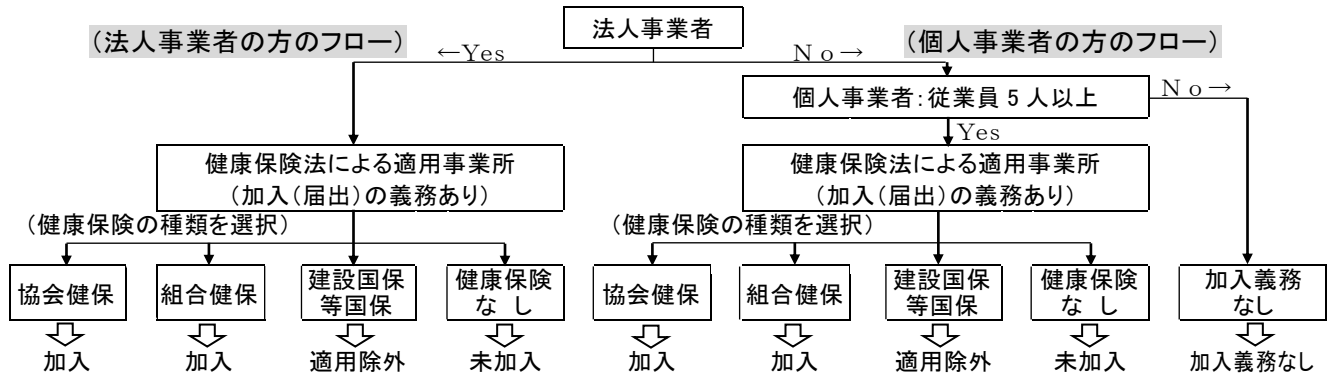 法人事業者
(法人事業者の方のフロー)
←Yes
No→
(個人事業者の方のフロー)
個人事業者:従業員5人以上
No→
Yes
健康保険法による適用事業所
(加入(届出)の義務あり)
健康保険法による適用事業所
(加入(届出)の義務あり)
(健康保険の種類を選択)
(健康保険の種類を選択)
協会健保
組合健保
建設国保
等国保
健康保険
なし
協会健保
組合健保
建設国保
等国保
健康保険
なし
加入義務
なし
加入
加入
適用除外
未加入
加入
加入
適用除外
未加入
加入義務なし